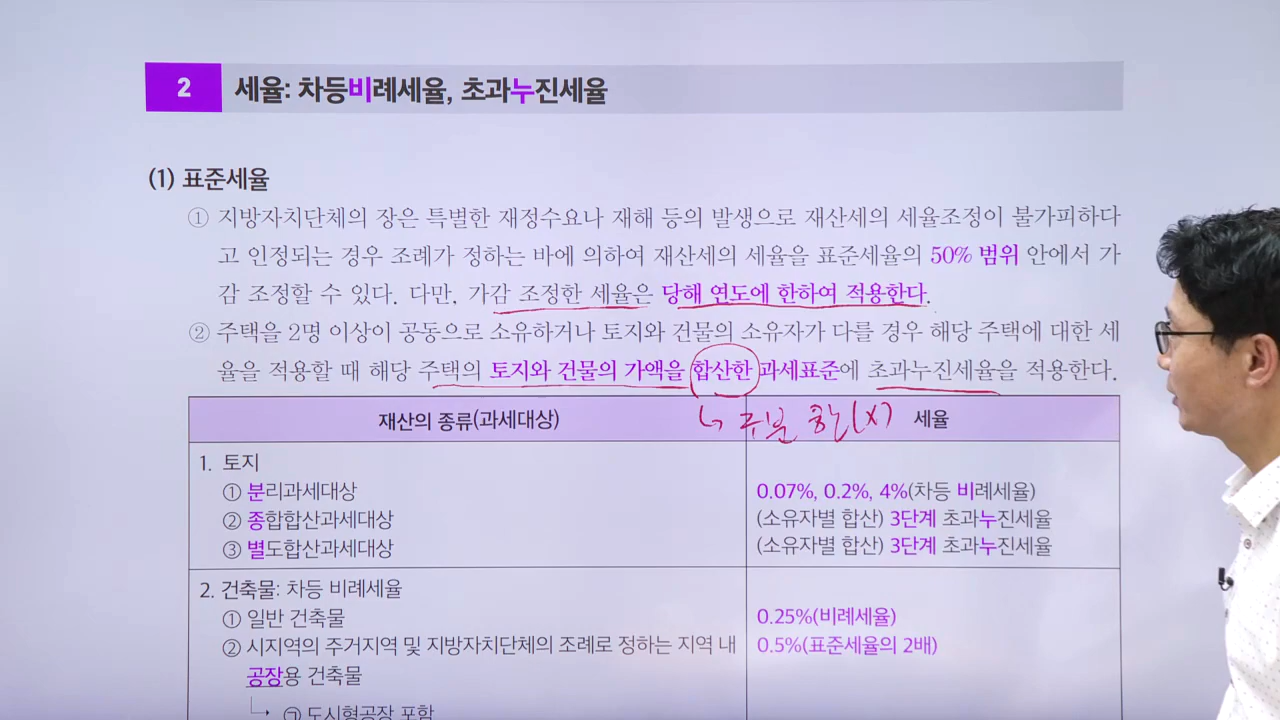 2 세율: 차등비례세율, 초과누진세율
(1) 표준세율
① 지방자치단체의 장은 특별한 재정수요나 재해 등의 발생으로 재산세의 세율조정이 불가피하다
고 인정되는 경우 조례가 정하는 바에 의하여 재산세의 세율을 표준세율의 50% 범위 안에서 가
감 조정할 수 있다. 다만, 가감 조정한 세율은 당해 연도에 한하여 적용한다.
② 주택을 2명 이상이 공동으로 소유하거나 토지와 건물의 소유자가 다를 경우 해당 주택에 대한 세
율을 적용할 때 해당 주택의 토지와 건물의 가액을 합산한 과세표준에 초과누진세율을 적용한다.
재산의 종류(과세대상) 세율
1. 토지
① 분리과세대상 0.07%, 0.2%, 4%(차등 비례세율)
② 종합합산과세대상 (소유자별 합산) 3단계 초과누진세율
③ 별도합산과세대상 (소유자별 합산) 3단계 초과누진세율
2. 건축물: 차등 비례세율
① 일반 건축물 0.25%(비례세율)
② 시지역의 주거지역 및 지방자치단체의 조례로 정하는 지역 내 0.5%(표준세율의 2배)
공장용 건축물
㉠ 도시형공장 포함